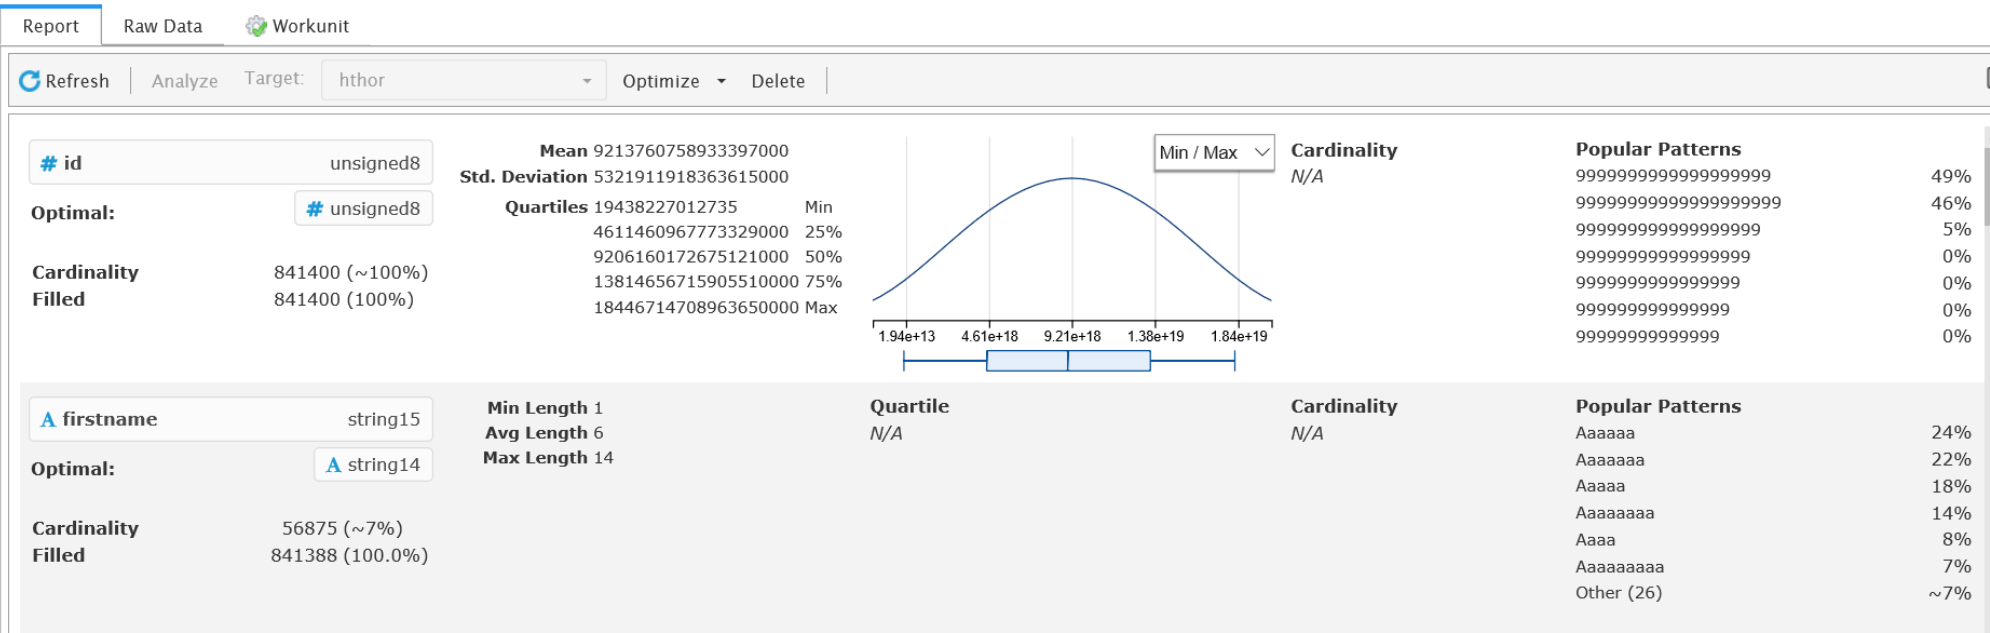 Report Raw Data Workunit
Refresh Analyze Target: hthor Optimize Delete
# id unsigned8
Optimal: # unsigned8
Cardinality 841400 (~100%)
Filled 841400 (100%)
Mean 9213760758933397000
Std. Deviation 5321911918363615000
Quartiles 19438227012735 Min
4611460967773329000 25%
9206160172675121000 50%
13814656715905510000 75%
18446714708963650000 Max
Min / Max
1.94e+13 4.61e+18 9.21e+18 1.38e+19 1.84e+19
Cardinality
N/A
Popular Patterns
9999999999999999999 49%
99999999999999999999 46%
999999999999999999 5%
99999999999999999 0%
9999999999999999 0%
999999999999999 0%
99999999999999 0%
A firstname string15
Optimal: A string14
Cardinality 56875 (~7%)
Filled 841388 (100.0%)
Min Length 1
Avg Length 6
Max Length 14
Quartile
N/A
Cardinality
N/A
Popular Patterns
Aaaaaa 24%
Aaaaaaa 22%
Aaaaa 18%
Aaaaaaaa 14%
Aaaa 8%
Aaaaaaaaa 7%
Other (26) ~7%